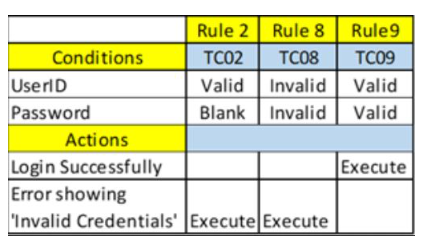 Rule 2 Rule 8 Rule9
Conditions TC02 TC08 TC09
UserID Valid Invalid Valid
Password Blank Invalid Valid
Actions
Login Successfully Execute
Error showing
'Invalid Credentials' Execute Execute